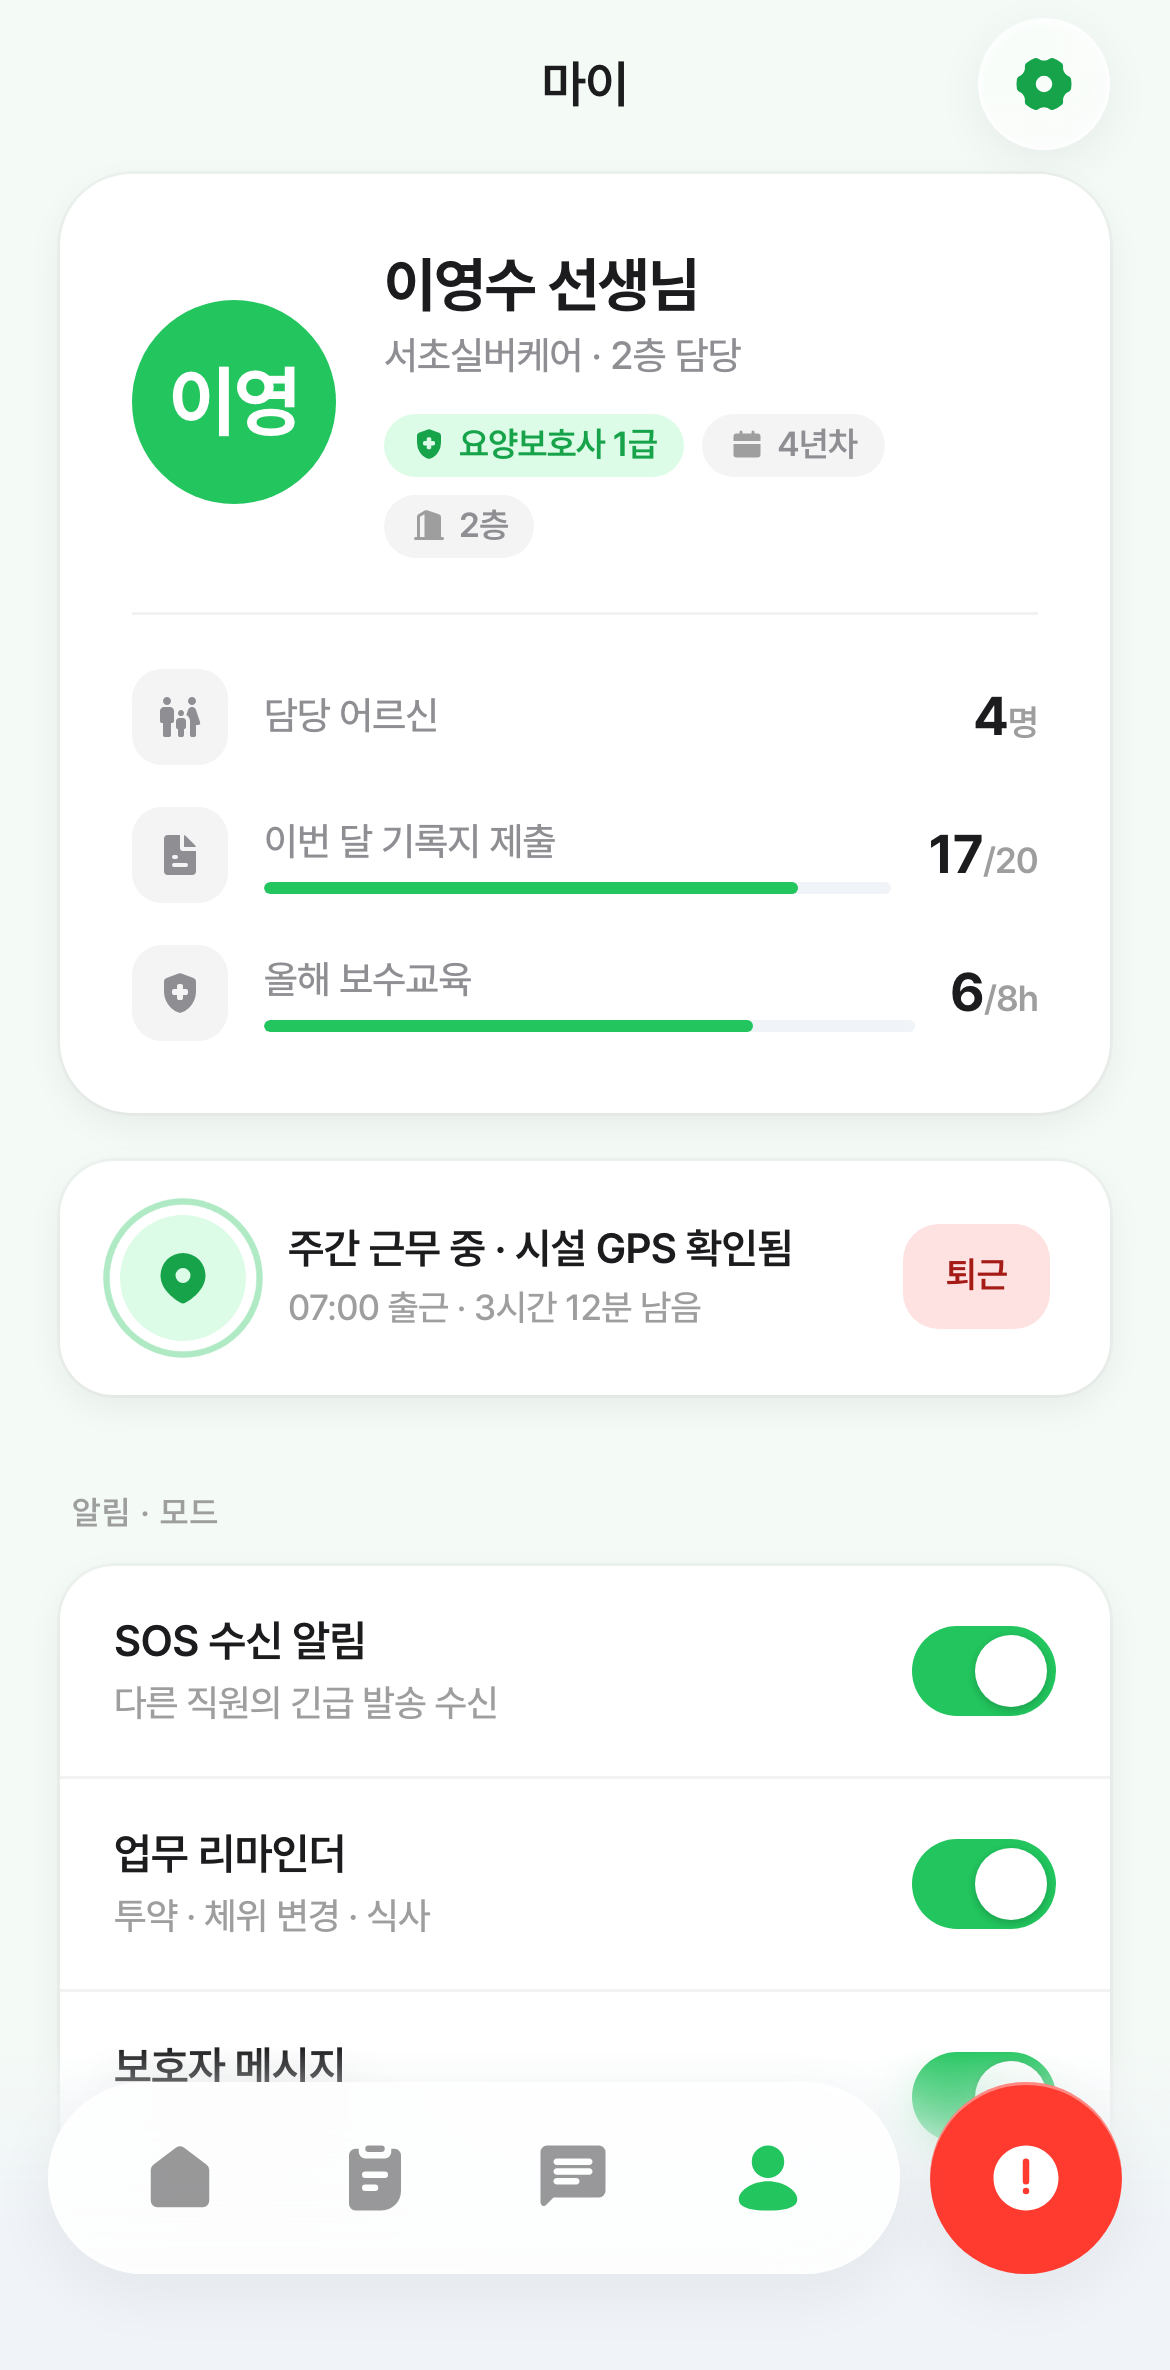 마이
이영
이영수 선생님
서초실버케어 · 2층 담당
요양보호사 1급
4년차
2층
담당 어르신
4명
이번 달 기록지 제출
17/20
올해 보수교육
6/8h
주간 근무 중 · 시설 GPS 확인됨
07:00 출근 · 3시간 12분 남음
퇴근
알림 · 모드
SOS 수신 알림
다른 직원의 긴급 발송 수신
업무 리마인더
투약 · 체위 변경 · 식사
보호자 메시지